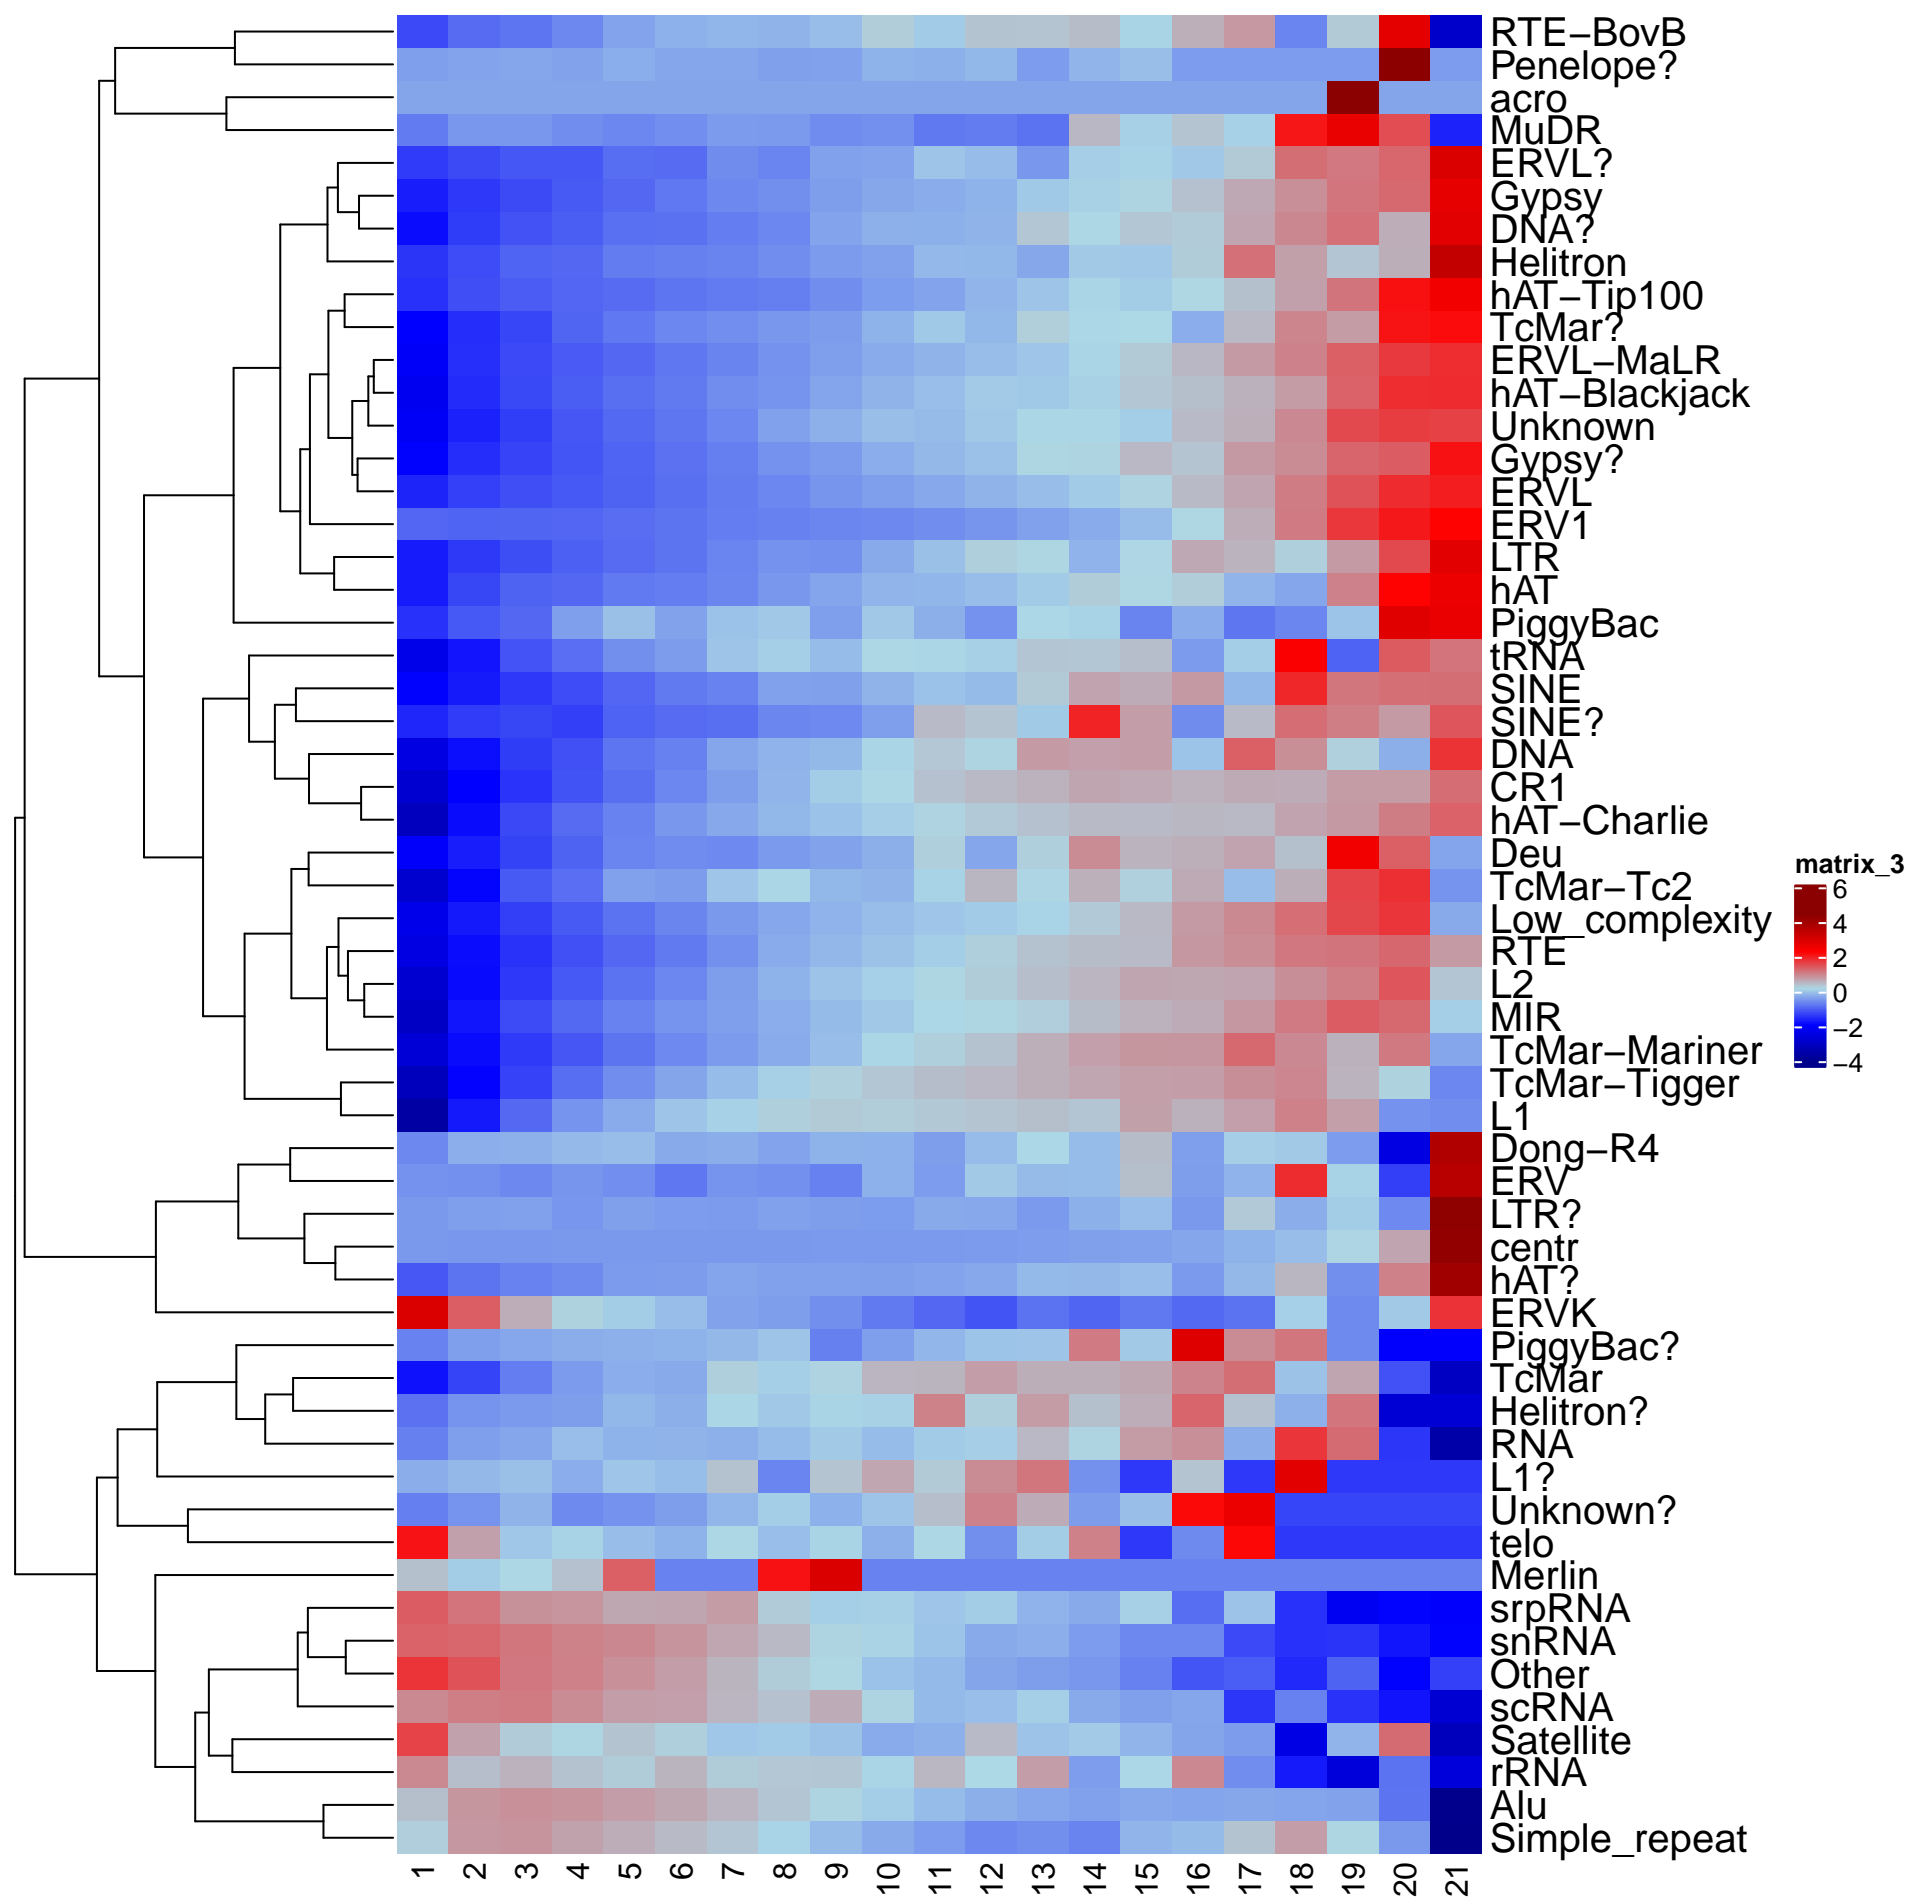 RTE−BovB
Penelope?
acro
MuDR
ERVL?
Gypsy
DNA?
Helitron
hAT−Tip100
TcMar?
ERVL−MaLR
hAT−Blackjack
Unknown
Gypsy?
ERVL
ERV1
LTR
hAT
PiggyBac
tRNA
SINE
SINE?
DNA
CR1
hAT−Charlie
Deu
TcMar−Tc2
Low_complexity
RTE
L2
MIR
TcMar−Mariner
TcMar−Tigger
L1
Dong−R4
ERV
LTR?
centr
hAT?
ERVK
PiggyBac?
TcMar
Helitron?
RNA
L1?
Unknown?
telo
Merlin
srpRNA
snRNA
Other
scRNA
Satellite
rRNA
Alu
Simple_repeat
1 2 3 4 5 6 7 8 9 10 11 12 13 14 15 16 17 18 19 20 21
matrix_3
6
4
2
0
−2
−4